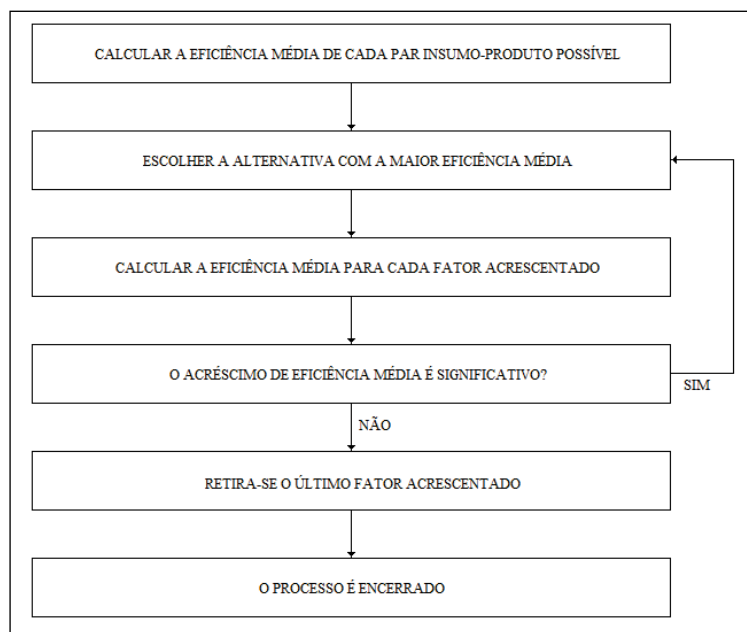 CALCULAR A EFICIÊNCIA MÉDIA DE CADA PAR INSUMO-PRODUTO POSSÍVEL
ESCOLHER A ALTERNATIVA COM A MAIOR EFICIÊNCIA MÉDIA
CALCULAR A EFICIÊNCIA MÉDIA PARA CADA FATOR ACRESCENTADO
O ACRÉSCIMO DE EFICIÊNCIA MÉDIA É SIGNIFICATIVO?
SIM
NÃO
RETIRA-SE O ÚLTIMO FATOR ACRESCENTADO
O PROCESSO É ENCERRADO